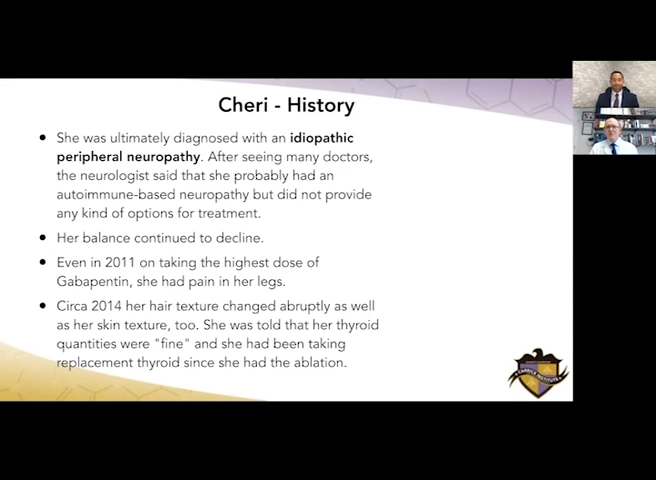 Cheri - History
● She was ultimately diagnosed with an idiopathic
peripheral neuropathy. After seeing many doctors,
the neurologist said that she probably had an
autoimmune-based neuropathy but did not provide
any kind of options for treatment.
● Her balance continued to decline.
● Even in 2011 on taking the highest dose of
Gabapentin, she had pain in her legs.
● Circa 2014 her hair texture changed abruptly as well
as her skin texture, too. She was told that her thyroid
quantities were "fine" and she had been taking
replacement thyroid since she had the ablation.
CARRICK INSTITUTE